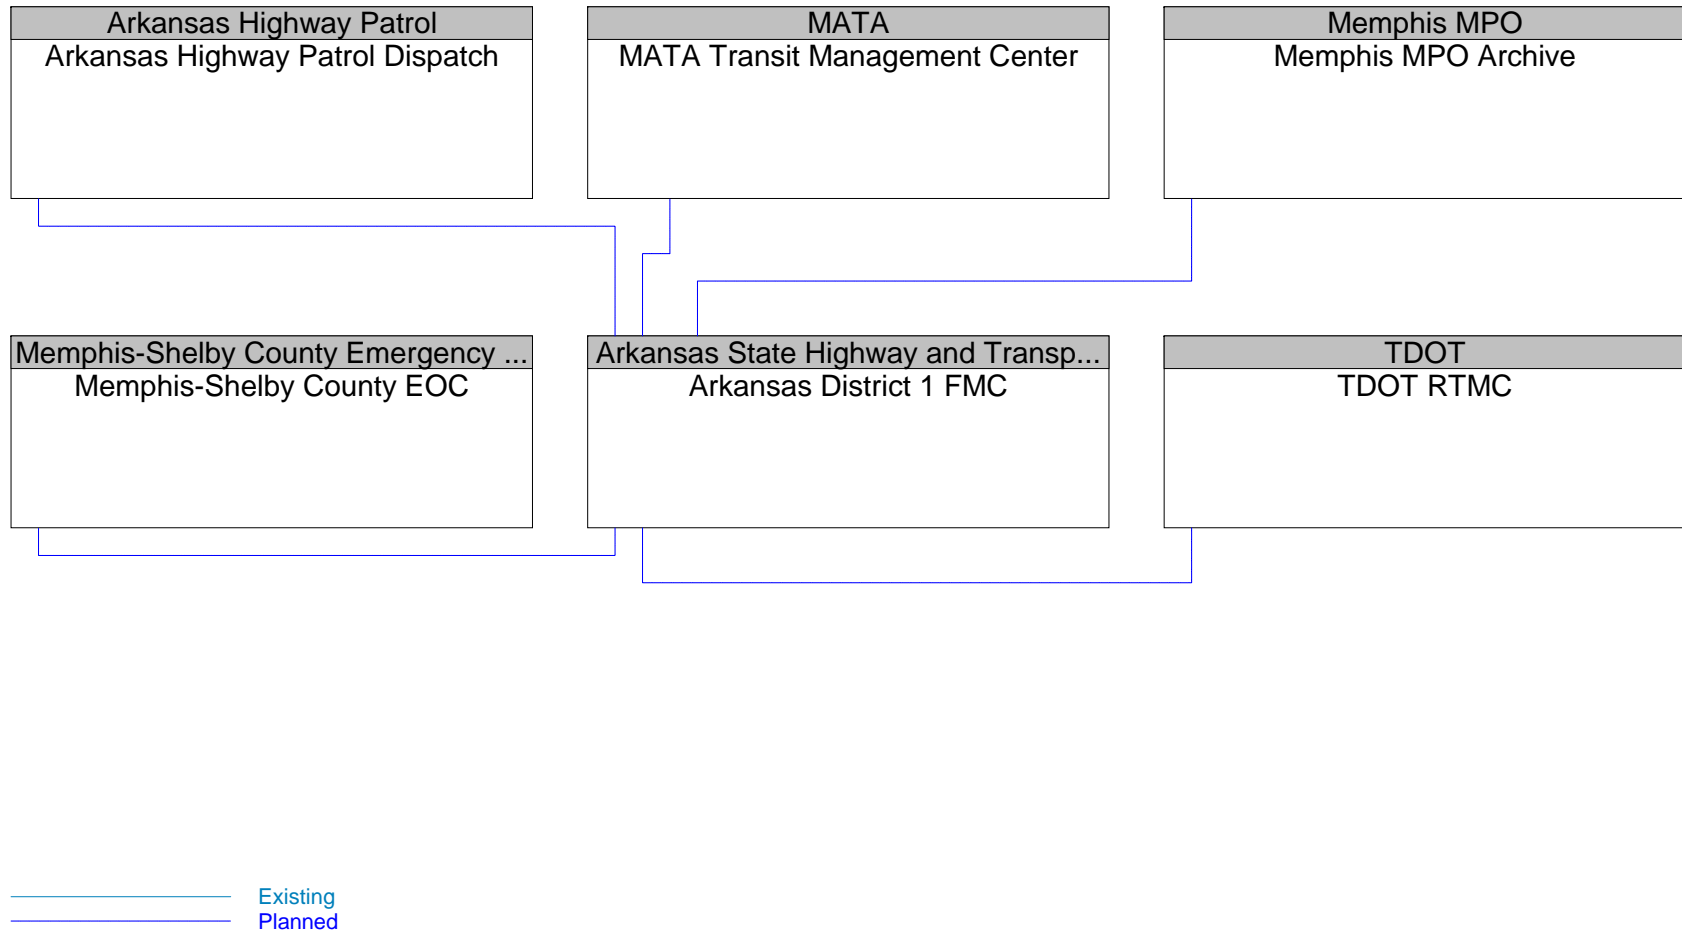 Arkansas Highway Patrol
Arkansas Highway Patrol Dispatch
MATA
MATA Transit Management Center
Memphis MPO
Memphis MPO Archive
Memphis-Shelby County Emergency ...
Memphis-Shelby County EOC
Arkansas State Highway and Transp...
Arkansas District 1 FMC
TDOT
TDOT RTMC
Existing
Planned